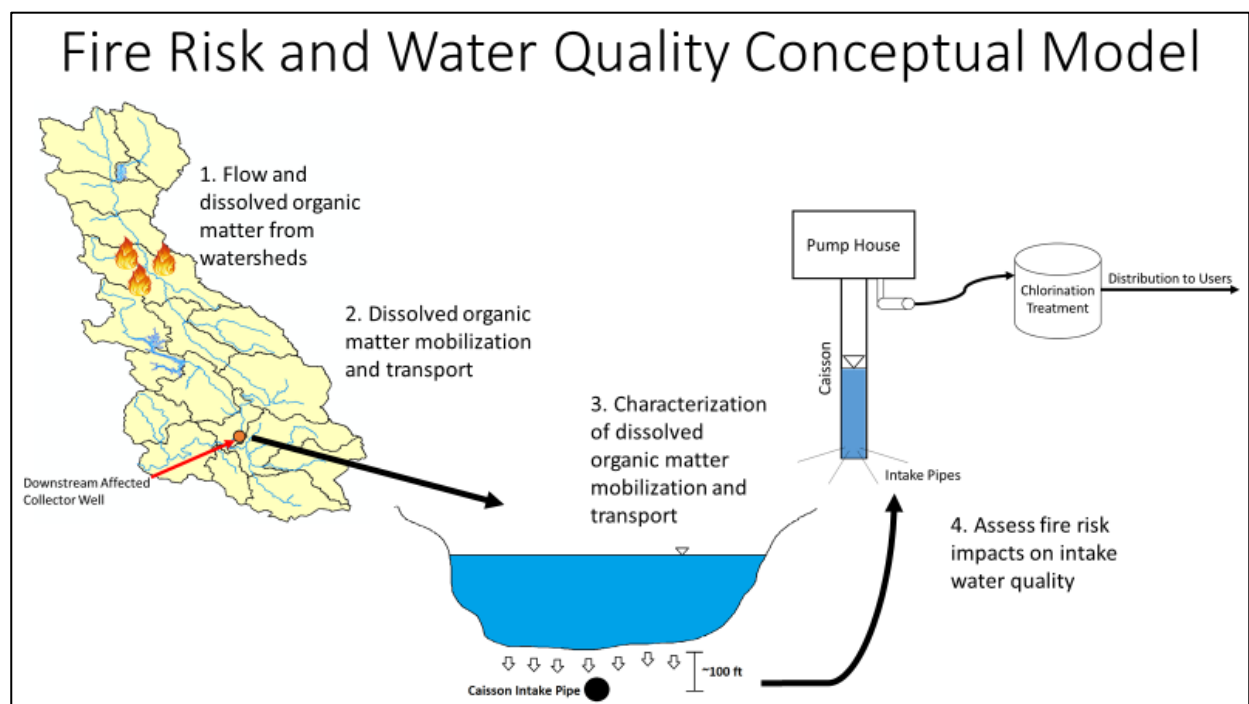 Fire Risk and Water Quality Conceptual Model
1. Flow and
dissolved organic
matter from
watersheds
2. Dissolved organic
matter mobilization
and transport
Downstream Affected
Collector Well
3. Characterization
of dissolved
organic matter
mobilization and
transport
~100 ft
Caisson Intake Pipe
Pump House
Caisson
Intake Pipes
Chlorination
Treatment
Distribution to Users
4. Assess fire risk
impacts on intake
water quality